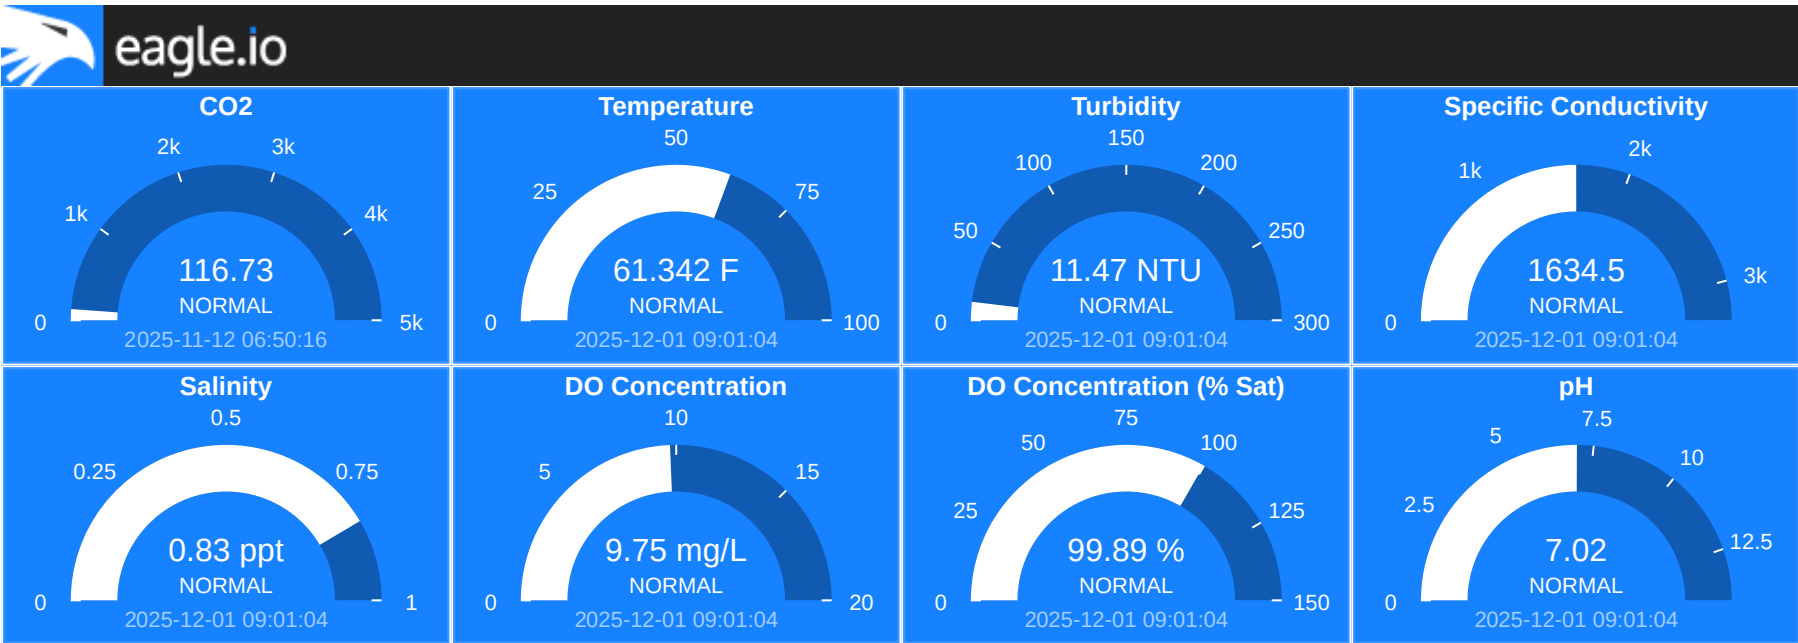 eagle.io
CO2
0
1k
2k
3k
4k
5k
116.73
NORMAL
2025-11-12 06:50:16
Temperature
0
25
50
75
100
61.342 F
NORMAL
2025-12-01 09:01:04
Turbidity
0
50
100
150
200
250
300
11.47 NTU
NORMAL
2025-12-01 09:01:04
Specific Conductivity
0
1k
2k
3k
1634.5
NORMAL
2025-12-01 09:01:04
Salinity
0
0.25
0.5
0.75
1
0.83 ppt
NORMAL
2025-12-01 09:01:04
DO Concentration
0
5
10
15
20
9.75 mg/L
NORMAL
2025-12-01 09:01:04
DO Concentration (% Sat)
0
25
50
75
100
125
150
99.89 %
NORMAL
2025-12-01 09:01:04
pH
0
2.5
5
7.5
10
12.5
7.02
NORMAL
2025-12-01 09:01:04